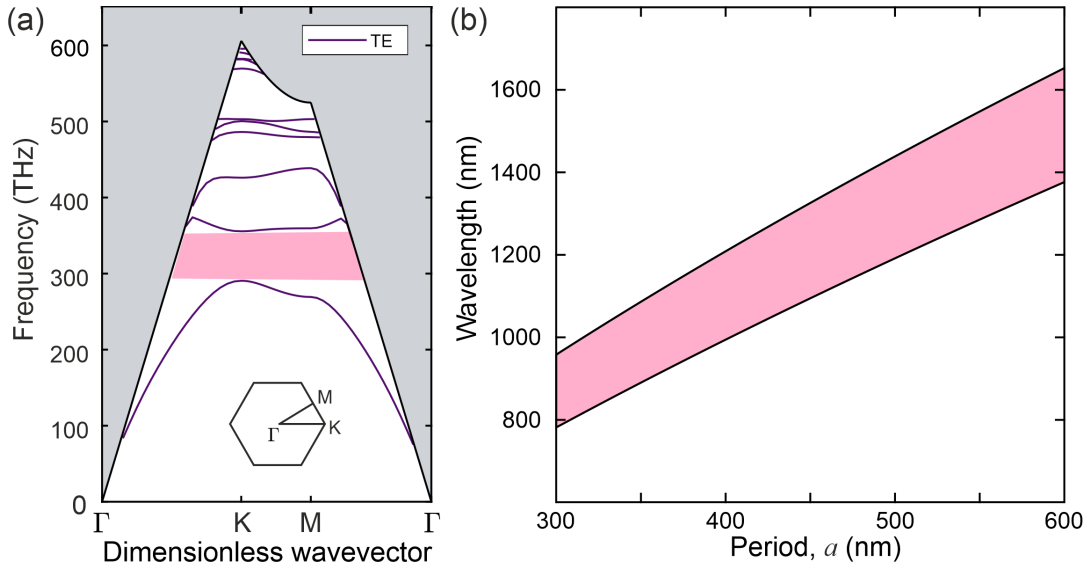 (a)
TE
Frequency (THz)
600
500
400
300
200
100
0
M
Γ
K
Γ
K
M
Γ
Dimensionless wavevector
(b)
Wavelength (nm)
1600
1400
1200
1000
800
300
400
500
600
Period, a (nm)